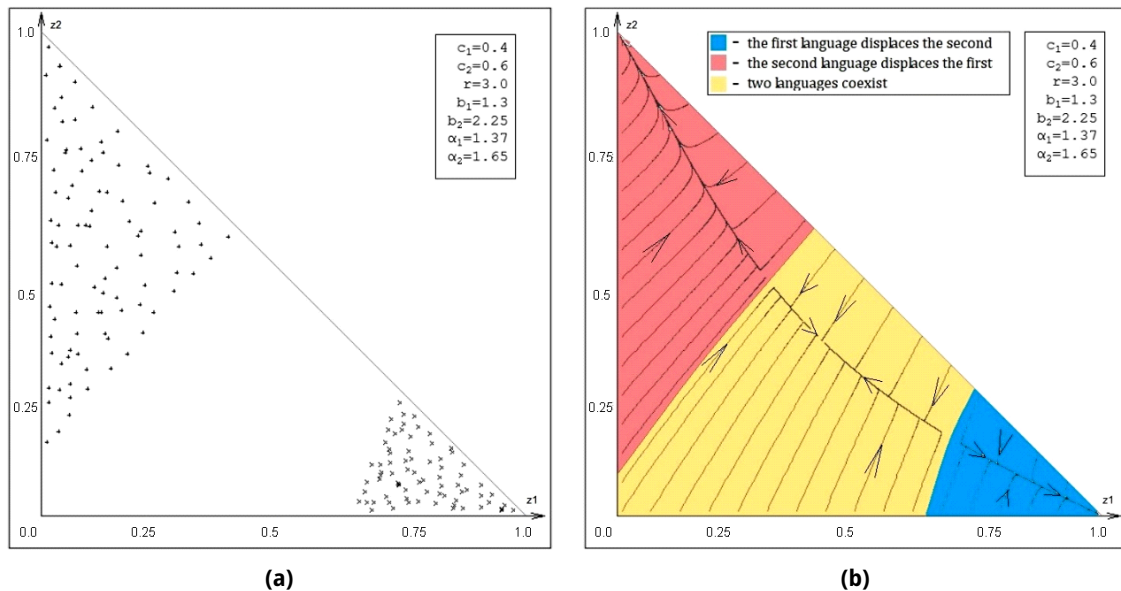 z2
1.0
c₁=0.4
c₂=0.6
r=3.0
b₁=1.3
b₂=2.25
α₁=1.37
α₂=1.65
0.75
0.5
0.25
z1
0.0
0.25
0.5
0.75
1.0
(a)
z2
1.0
- the first language displaces the second
- the second language displaces the first
- two languages coexist
c₁=0.4
c₂=0.6
r=3.0
b₁=1.3
b₂=2.25
α₁=1.37
α₂=1.65
0.75
0.5
0.25
z1
0.0
0.25
0.5
0.75
1.0
(b)